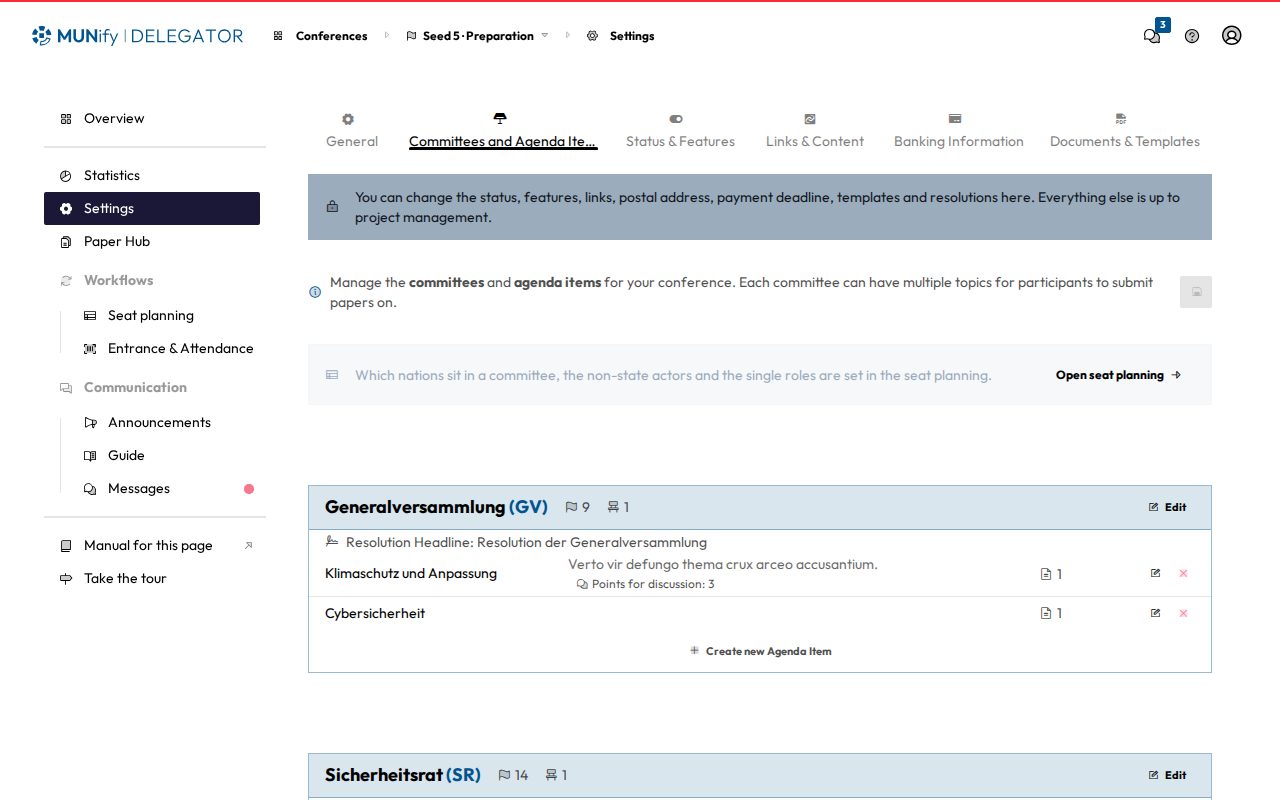 MUNify | DELEGATOR
Conferences
Seed 5 · Preparation
Settings
3
Overview
Statistics
Settings
Paper Hub
Workflows
Seat planning
Entrance & Attendance
Communication
Announcements
Guide
Messages
Manual for this page
Take the tour
General
Committees and Agenda Ite...
Status & Features
Links & Content
Banking Information
Documents & Templates
You can change the status, features, links, postal address, payment deadline, templates and resolutions here. Everything else is up to
project management.
Manage the committees and agenda items for your conference. Each committee can have multiple topics for participants to submit
papers on.
Which nations sit in a committee, the non-state actors and the single roles are set in the seat planning.
Open seat planning
Generalversammlung (GV)
9
1
Edit
Resolution Headline: Resolution der Generalversammlung
Klimaschutz und Anpassung
Verto vir defungo thema crux arceo accusantium.
Points for discussion: 3
1
Cybersicherheit
1
Create new Agenda Item
Sicherheitsrat (SR)
14
1
Edit